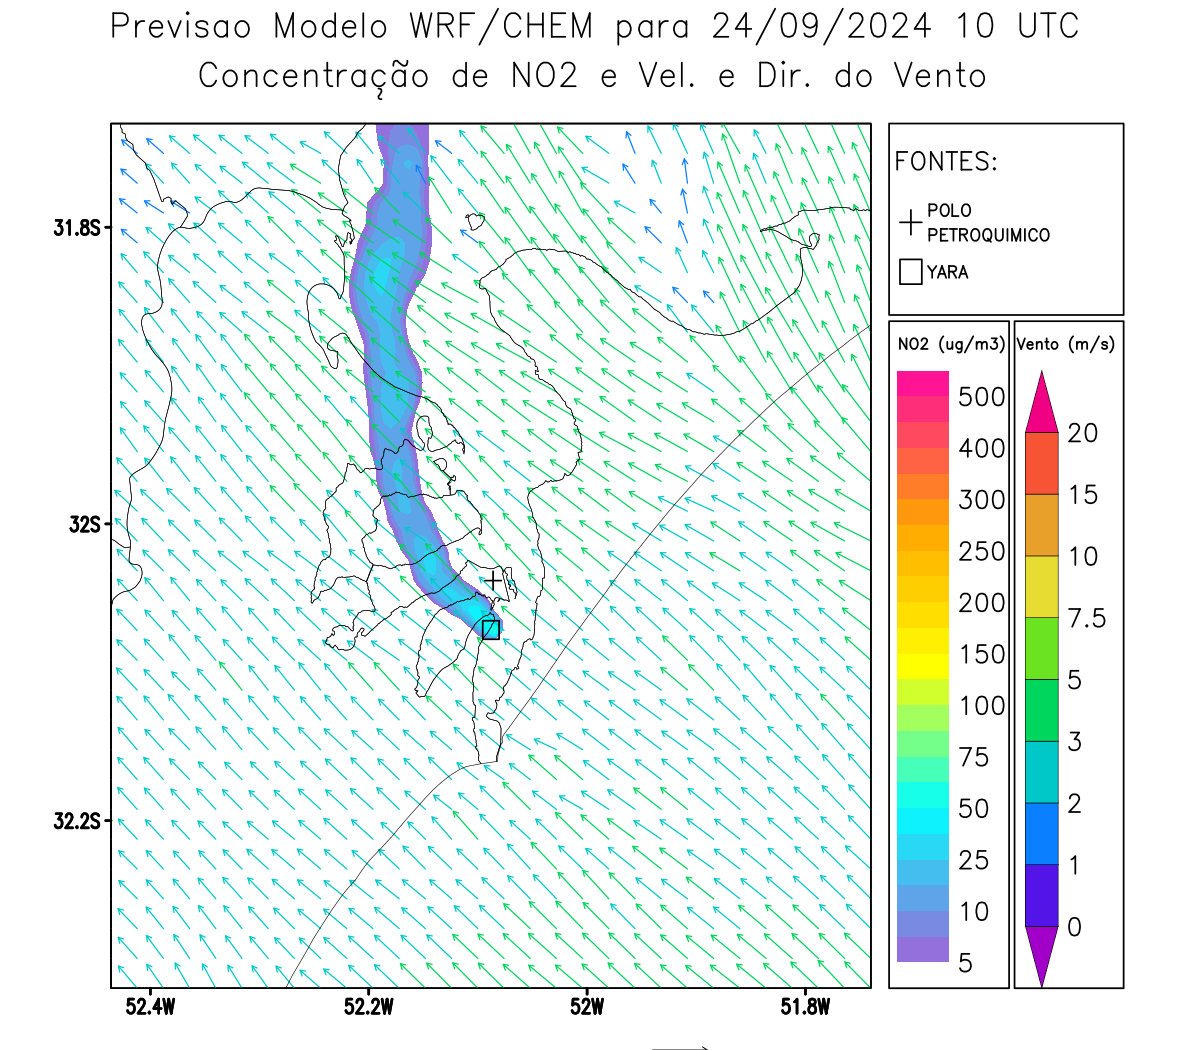 Previsao Modelo WRF/CHEM para 24/09/2024 10 UTC
Concentração de NO2 e Vel. e Dir. do Vento
FONTES:
POLO
PETROQUIMICO
YARA
NO2 (ug/m3)
500
400
300
250
200
150
100
75
50
25
10
5
Vento (m/s)
20
15
10
7.5
5
3
2
1
0
31.8S
32S
32.2S
52.4W
52.2W
52W
51.8W